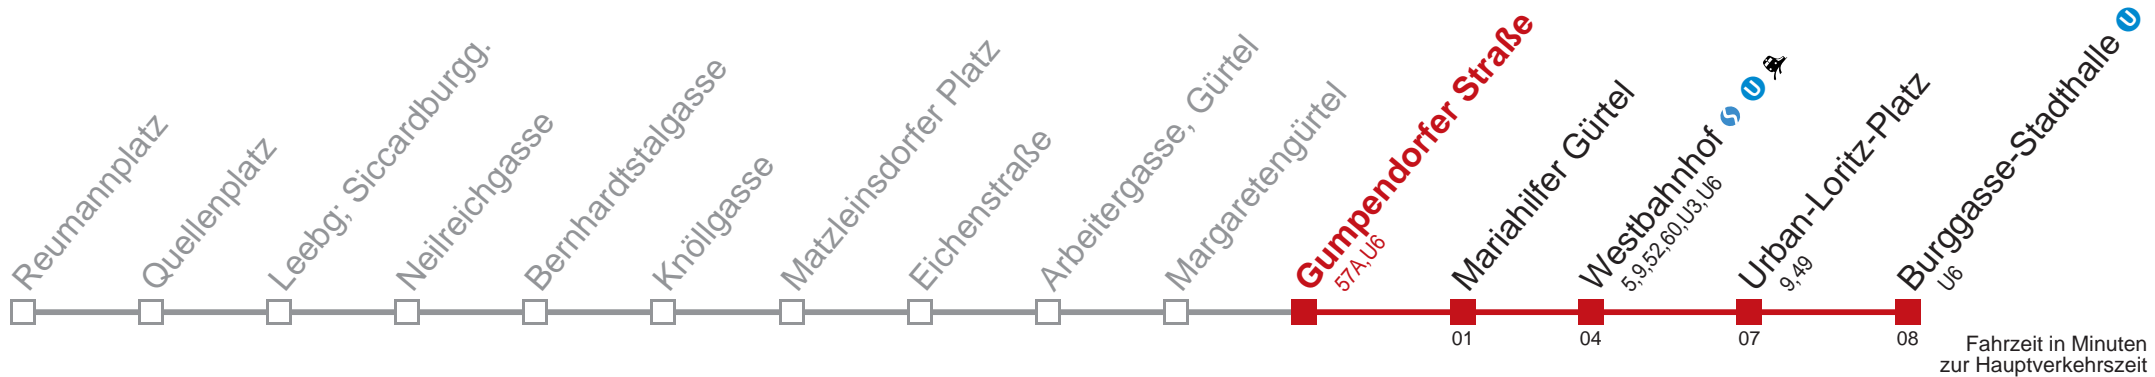 Reumannplatz
Quellenplatz
Leebg; Siccardburgg.
Neilreichgasse
Bernhardtstalgasse
Knöllgasse
Matzleinsdorfer Platz
Eichenstraße
Arbeitergasse, Gürtel
Margaretengürtel
Gumpendorfer Straße
57A,U6
Mariahilfer Gürtel
Westbahnhof S U
5,9,52,60,U3,U6
Urban-Loritz-Platz
9,49
Burggasse-Stadthalle U
U6
01
04
07
08
Fahrzeit in Minuten
zur Hauptverkehrszeit